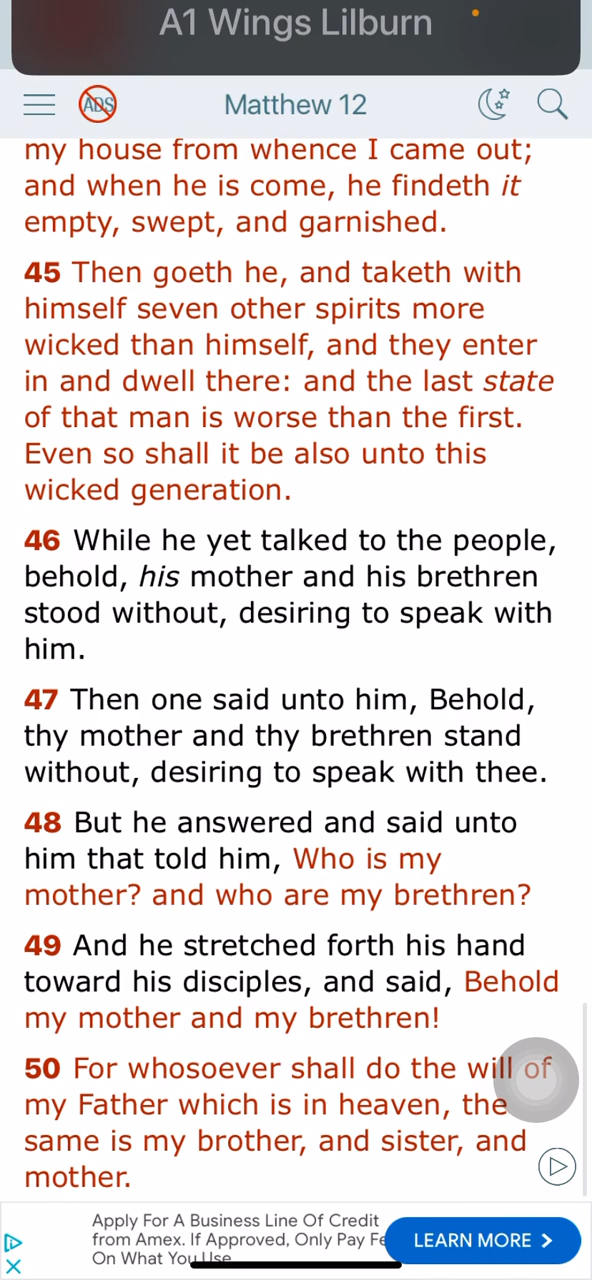 A1 Wings Lilburn
ADS
Matthew 12
my house from whence I came out;
and when he is come, he findeth it
empty, swept, and garnished.
45 Then goeth he, and taketh with
himself seven other spirits more
wicked than himself, and they enter
in and dwell there: and the last state
of that man is worse than the first.
Even so shall it be also unto this
wicked generation.
46 While he yet talked to the people,
behold, his mother and his brethren
stood without, desiring to speak with
him.
47 Then one said unto him, Behold,
thy mother and thy brethren stand
without, desiring to speak with thee.
48 But he answered and said unto
him that told him, Who is my
mother? and who are my brethren?
49 And he stretched forth his hand
toward his disciples, and said, Behold
my mother and my brethren!
50 For whosoever shall do the will of
my Father which is in heaven, the
same is my brother, and sister, and
mother.
Apply For A Business Line Of Credit
from Amex. If Approved, Only Pay Fe
On What You Use
LEARN MORE